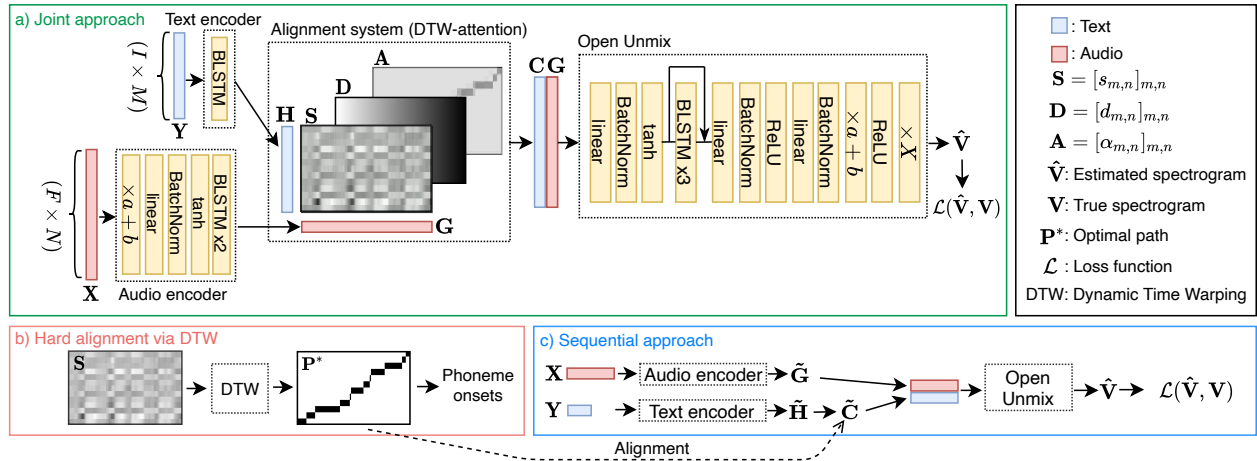 a) Joint approach
Text encoder
(I × M)
Y
BLSTM
Alignment system (DTW-attention)
A
D
S
H
G
(F × N)
X
×a + b
linear
BatchNorm
tanh
BLSTM x2
Audio encoder
C G
Open Unmix
linear
BatchNorm
tanh
BLSTM x3
linear
BatchNorm
ReLU
linear
BatchNorm
×a + b
ReLU
×X
V̂
ℒ(V̂, V)
: Text
: Audio
S = [s_{m,n}]_{m,n}
D = [d_{m,n}]_{m,n}
A = [α_{m,n}]_{m,n}
V̂ : Estimated spectrogram
V : True spectrogram
P* : Optimal path
ℒ : Loss function
DTW: Dynamic Time Warping
b) Hard alignment via DTW
S
DTW
P*
Phoneme
onsets
c) Sequential approach
X
Audio encoder
G̃
Y
Text encoder
H̃
C̃
Open
Unmix
V̂
ℒ(V̂, V)
Alignment